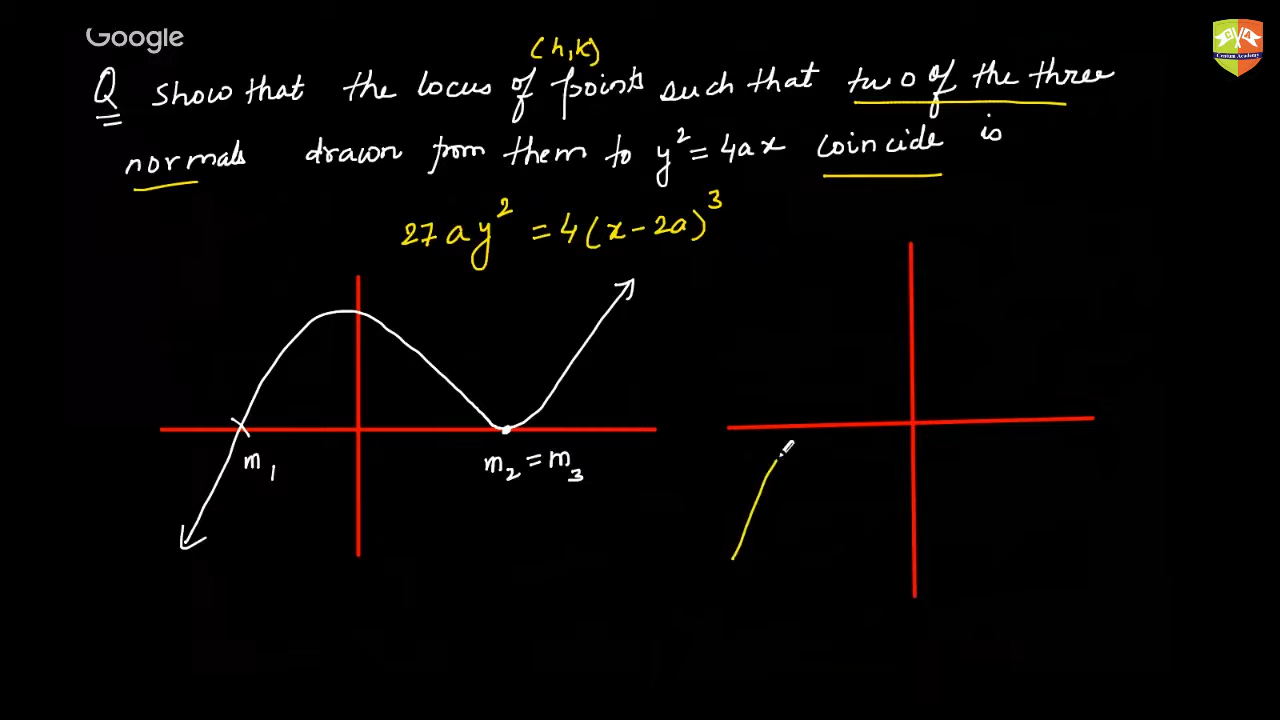 Google
(h,k)
Q show that the locus of points such that two of the three
normals drawn from them to y² = 4ax coincide is
27ay² = 4(x-2a)³
m₁
m₂ = m₃